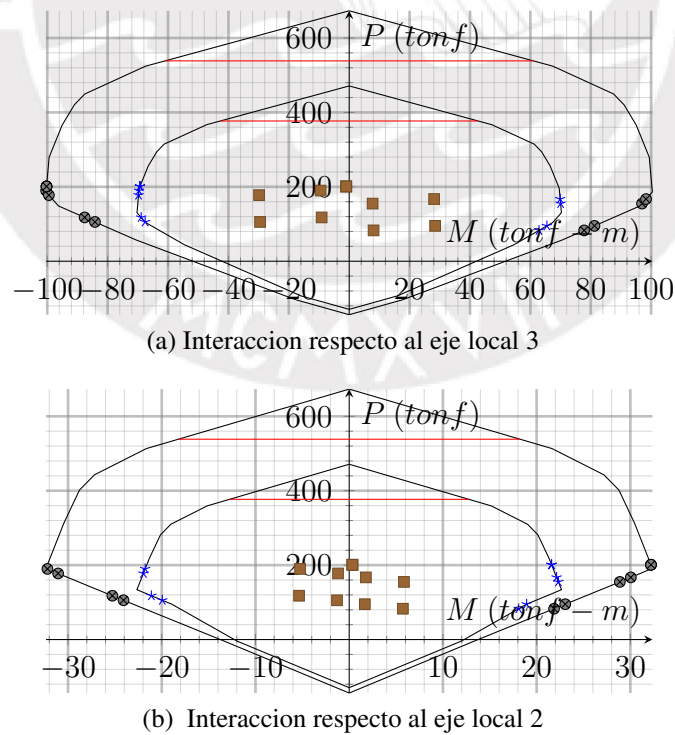 600
P (tonf)
400
200
M (tonf − m)
−100 −80 −60 −40 −20 20 40 60 80 100
(a) Interaccion respecto al eje local 3
600
P (tonf)
400
200
M (tonf − m)
−30 −20 −10 10 20 30
(b) Interaccion respecto al eje local 2
MCMXVII